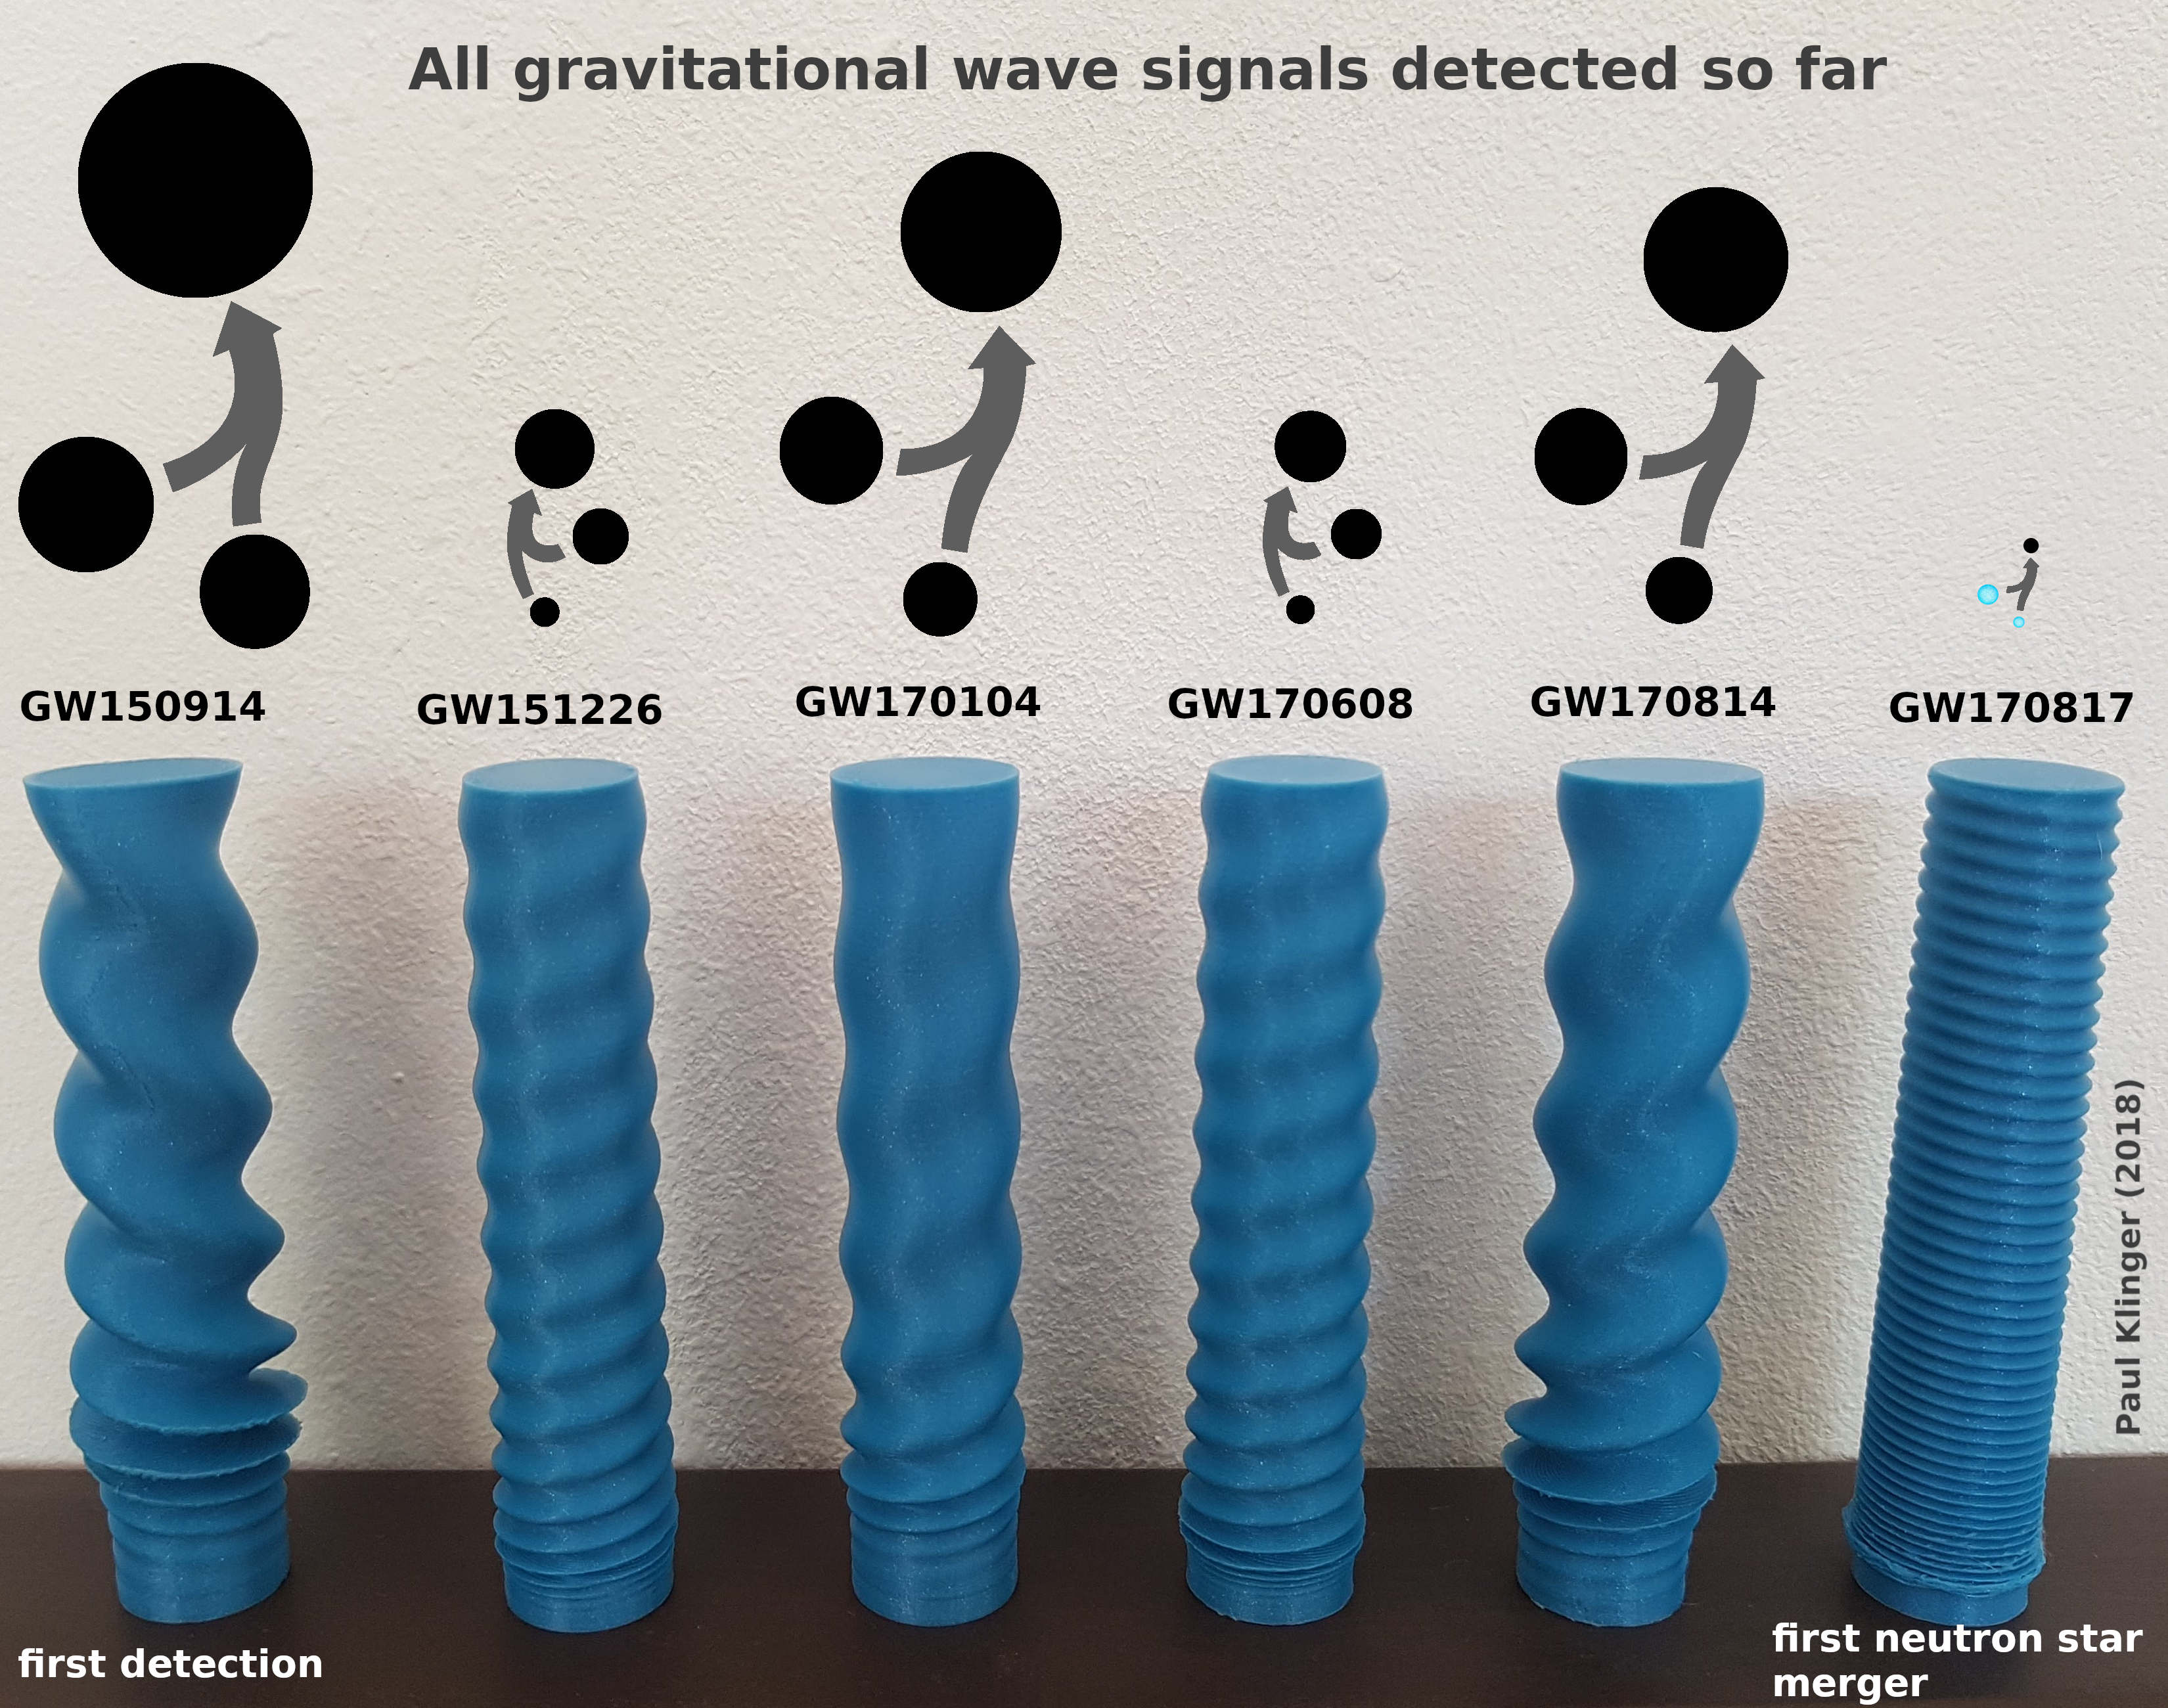 All gravitational wave signals detected so far
GW150914
GW151226
GW170104
GW170608
GW170814
GW170817
Paul Klinger (2018)
first detection
first neutron star
merger